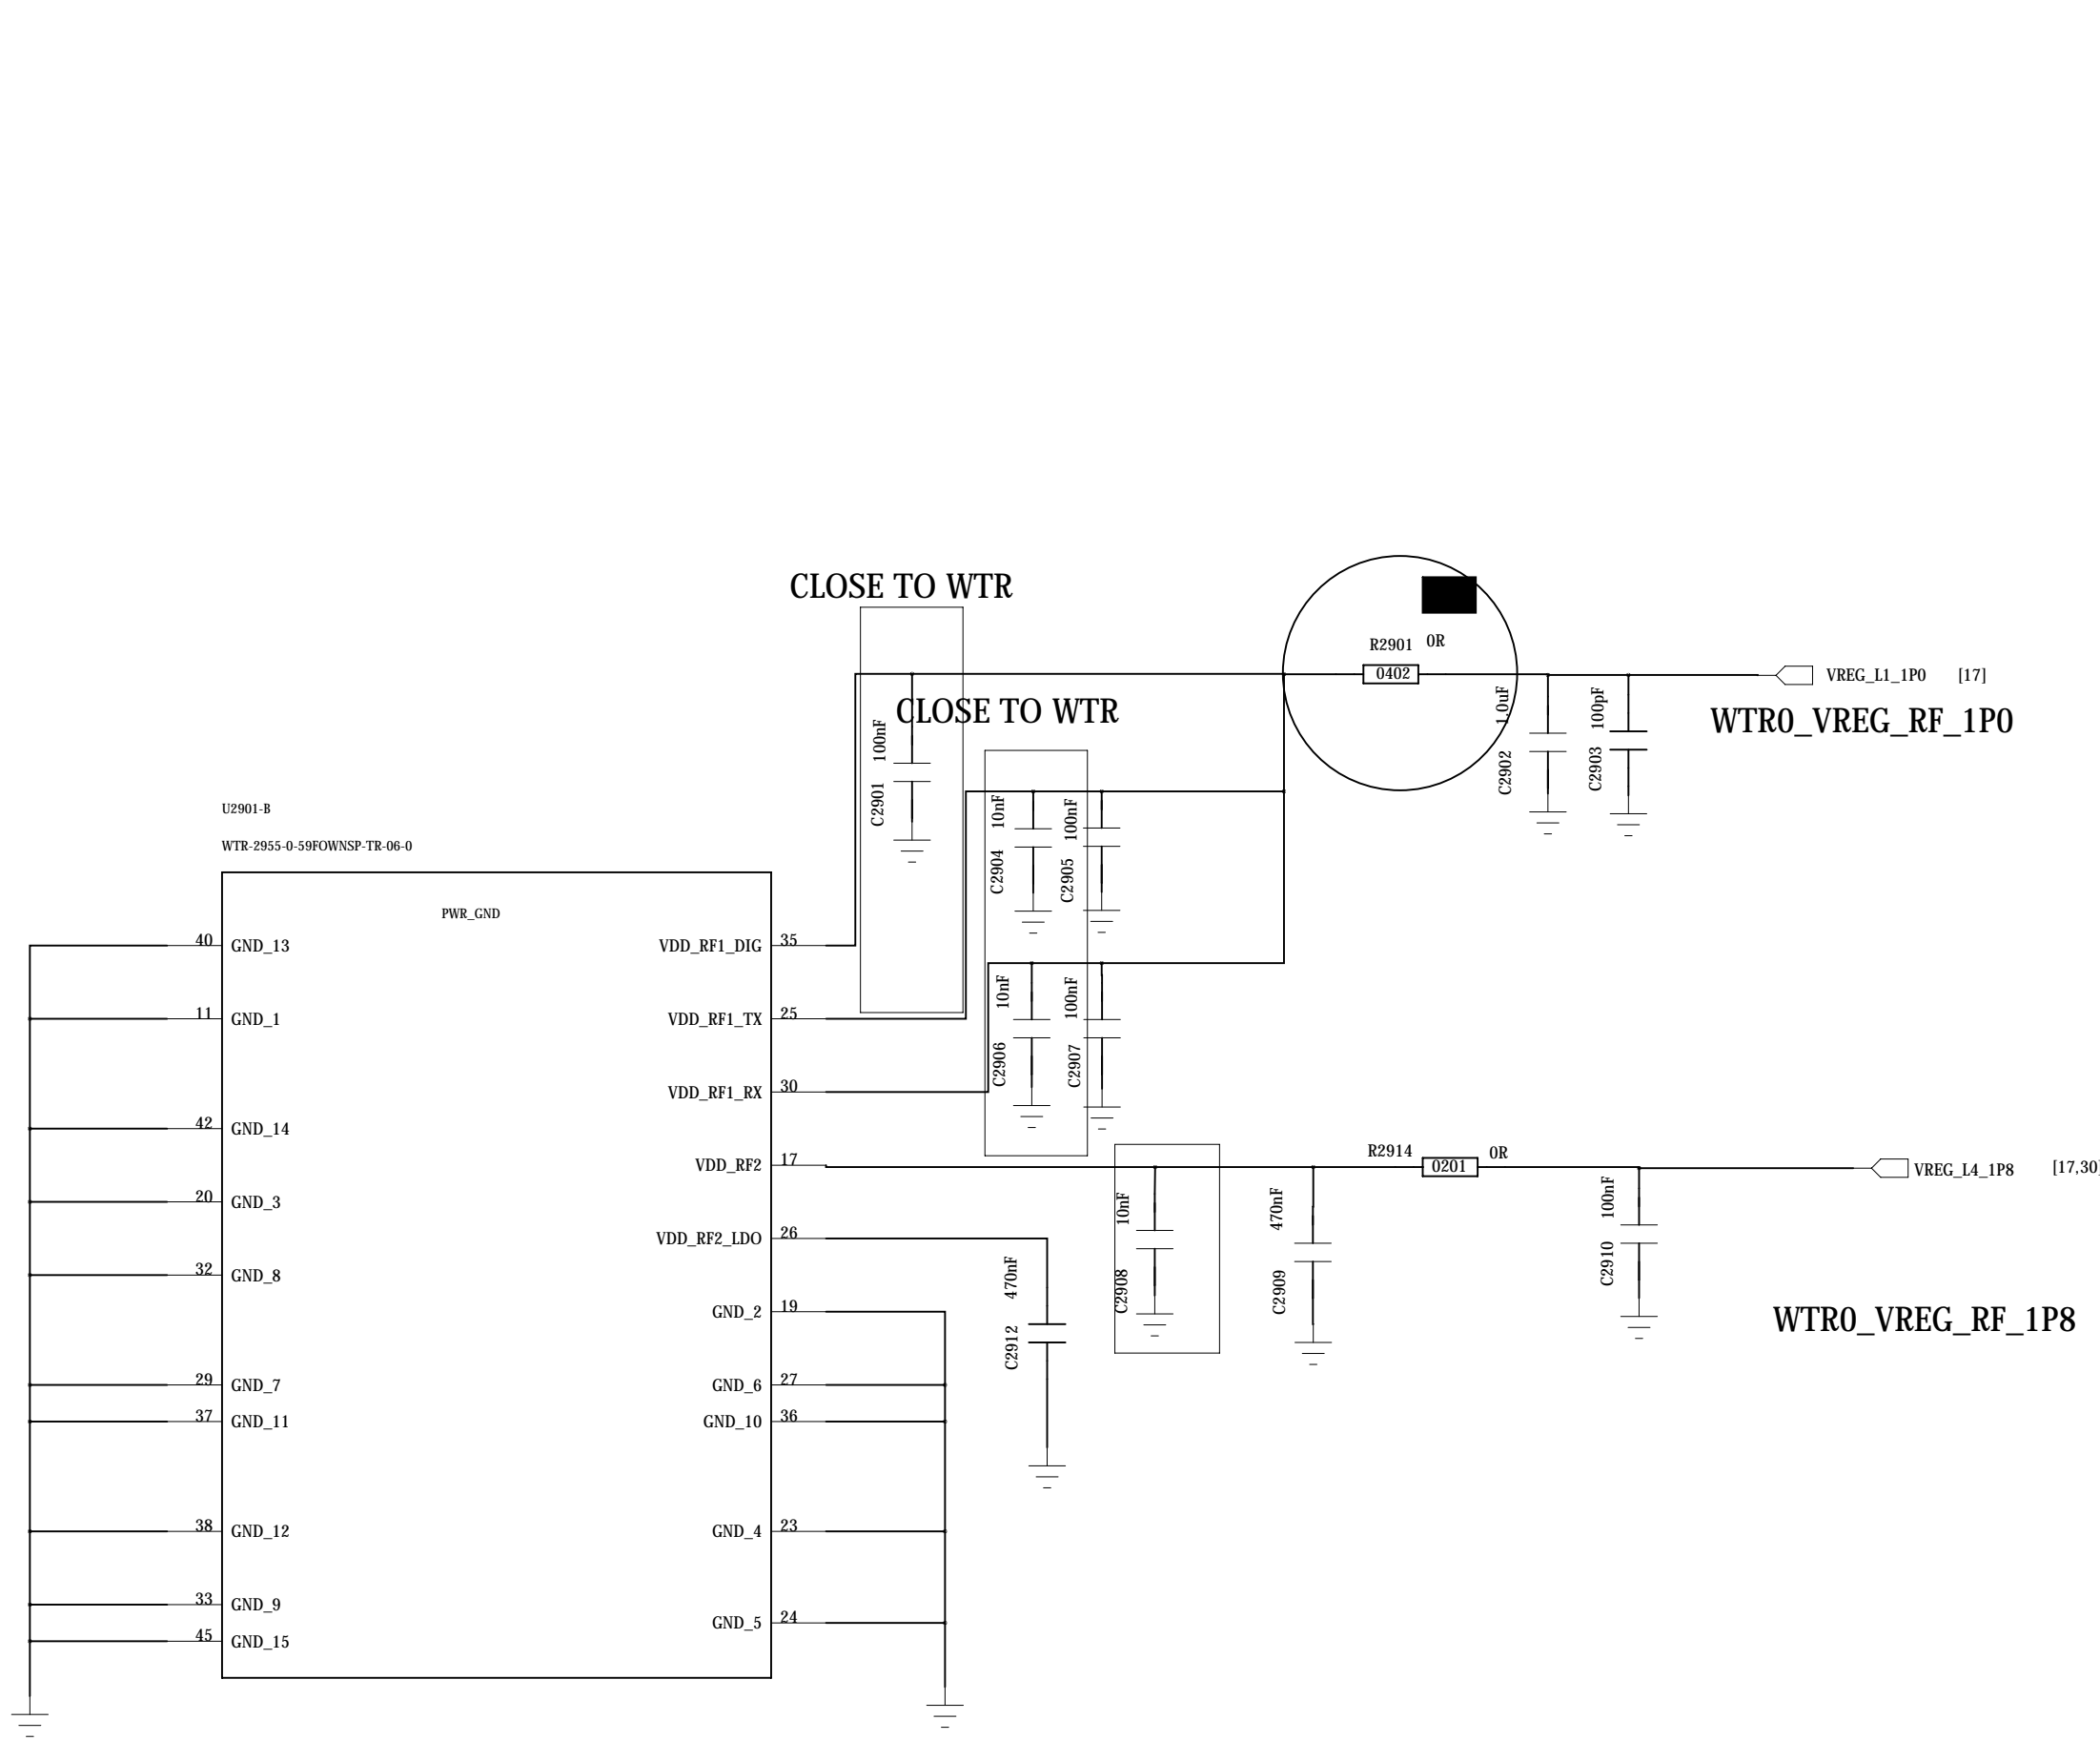 CLOSE TO WTR
R2901 0R
0402
VREG_L1_1P0 [17]
WTR0_VREG_RF_1P0
CLOSE TO WTR
100nF
C2901
1.0uF
C2902
100pF
C2903
10nF
C2904
100nF
C2905
U2901-B
WTR-2955-0-59FOWNSP-TR-06-0
PWR_GND
40 GND_13
VDD_RF1_DIG 35
11 GND_1
VDD_RF1_TX 25
10nF
C2906
100nF
C2907
VDD_RF1_RX 30
42 GND_14
VDD_RF2 17
R2914 0R
0201
VREG_L4_1P8 [17,30]
20 GND_3
10nF
C2908
470nF
C2909
100nF
C2910
VDD_RF2_LDO 26
32 GND_8
470nF
C2912
GND_2 19
WTR0_VREG_RF_1P8
29 GND_7
GND_6 27
37 GND_11
GND_10 36
38 GND_12
GND_4 23
33 GND_9
GND_5 24
45 GND_15